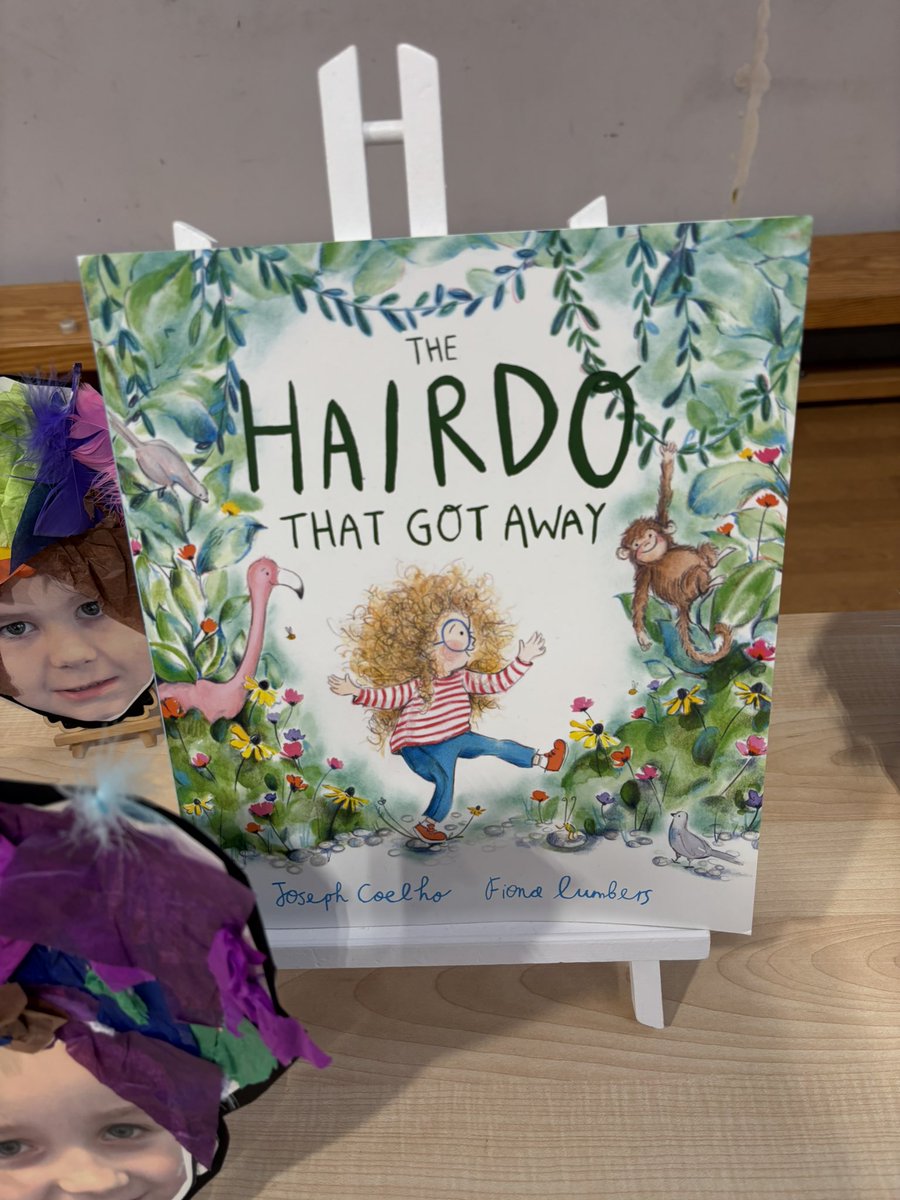 THE
HAIRDO
THAT GOT AWAY
Joseph Coelho Fiona Lumbers